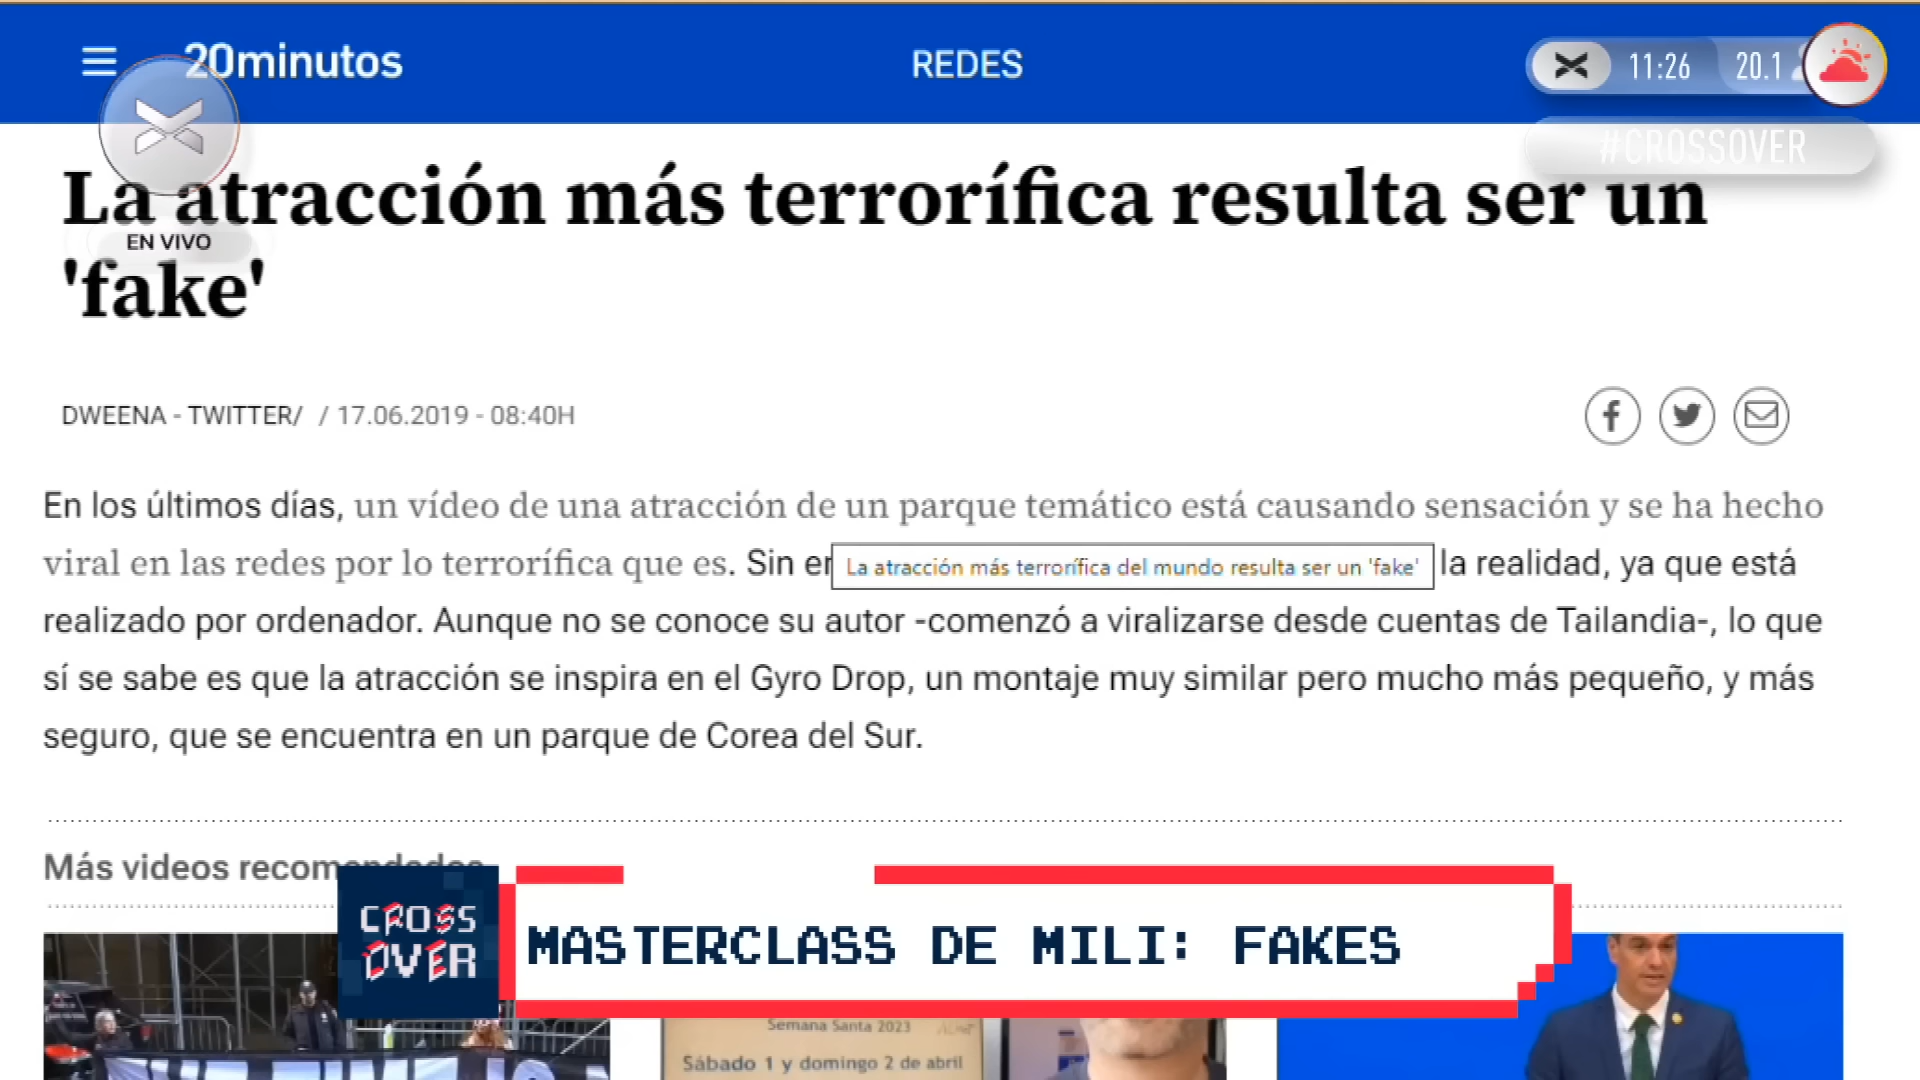 20minutos
REDES
11:26
20.1
#CROSSOVER
La atracción más terrorífica resulta ser un
'fake'
EN VIVO
DWEENA - TWITTER/ / 17.06.2019 - 08:40H
En los últimos días, un vídeo de una atracción de un parque temático está causando sensación y se ha hecho
viral en las redes por lo terrorífica que es. Sin la realidad, ya que está
La atracción más terrorífica del mundo resulta ser un 'fake'
realizado por ordenador. Aunque no se conoce su autor -comenzó a viralizarse desde cuentas de Tailandia-, lo que
sí se sabe es que la atracción se inspira en el Gyro Drop, un montaje muy similar pero mucho más pequeño, y más
seguro, que se encuentra en un parque de Corea del Sur.
Más videos recomendados
CROSS
OVER
MASTERCLASS DE MILI: FAKES
Semana Santa 2023
Sábado 1 y domingo 2 de abril